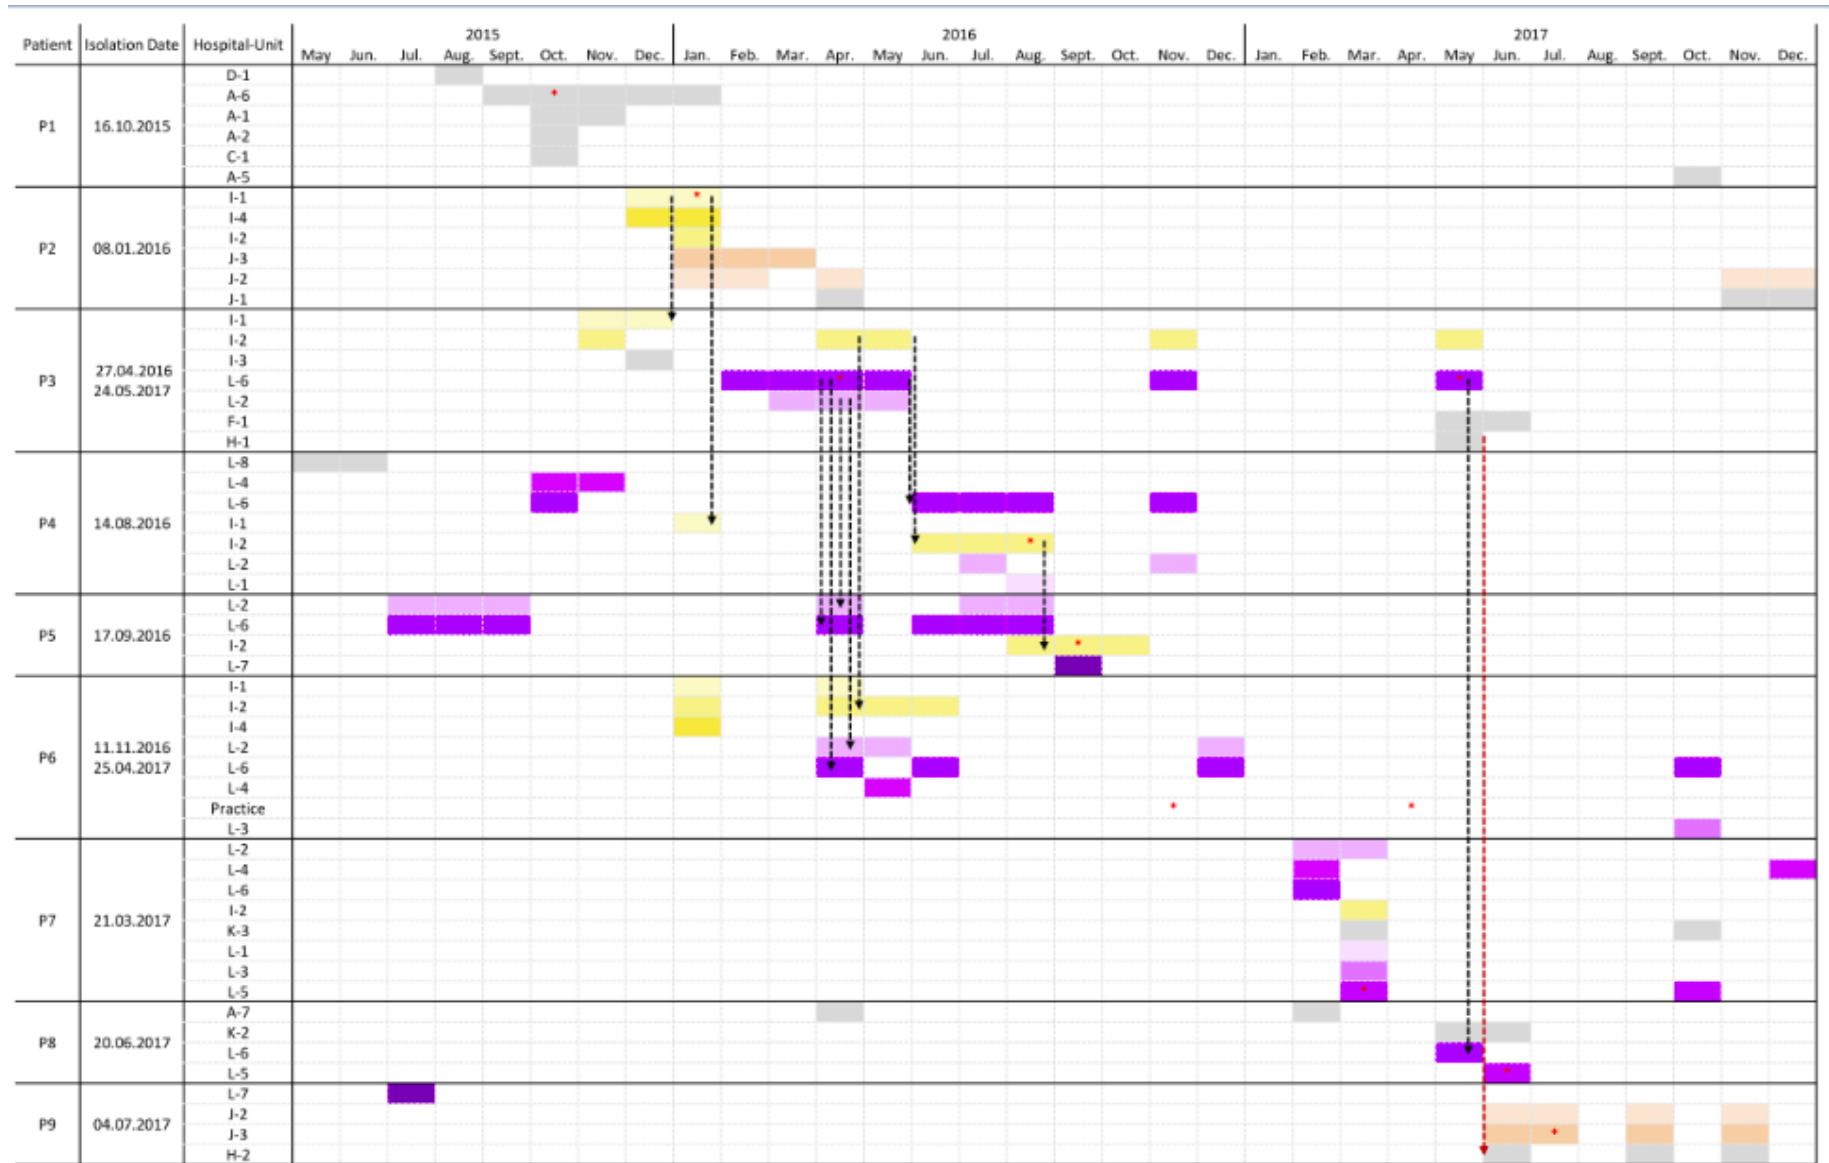 2015 2016 2017
Patient Isolation Date Hospital-Unit May Jun. Jul. Aug. Sept. Oct. Nov. Dec. Jan. Feb. Mar. Apr. May Jun. Jul. Aug. Sept. Oct. Nov. Dec. Jan. Feb. Mar. Apr. May Jun. Jul. Aug. Sept. Oct. Nov. Dec.
D-1
A-6
A-1
P1 16.10.2015
A-2
C-1
A-5
I-1
I-4
I-2
P2 08.01.2016
J-3
J-2
J-1
I-1
I-2
I-3
27.04.2016
P3 L-6
24.05.2017
L-2
F-1
H-1
L-8
L-4
L-6
P4 14.08.2016 I-1
I-2
L-2
L-1
L-2
L-6
P5 17.09.2016
I-2
L-7
I-1
I-2
I-4
11.11.2016 L-2
P6
25.04.2017 L-6
L-4
Practice
L-3
L-2
L-4
L-6
I-2
P7 21.03.2017
K-3
L-1
L-3
L-5
A-7
K-2
P8 20.06.2017
L-6
L-5
L-7
J-2
P9 04.07.2017
J-3
H-2